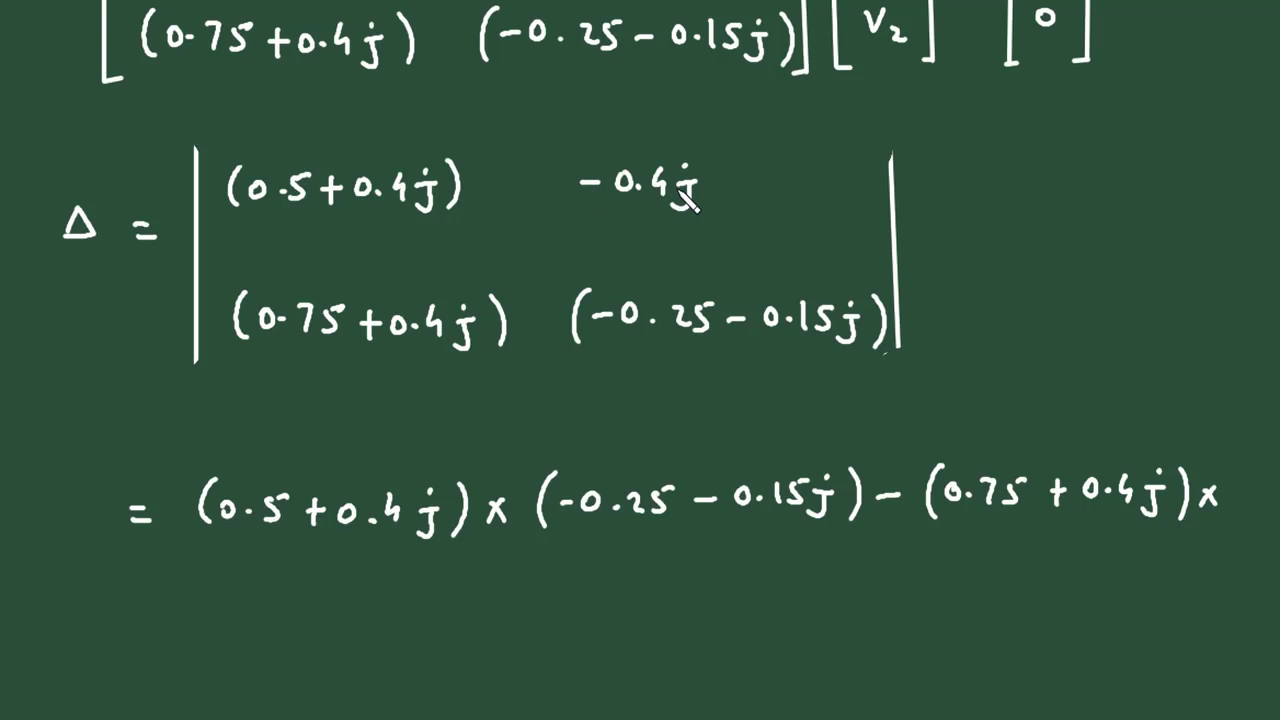 (0.75+0.4j) (-0.25-0.15j) V2 0
(0.5+0.4j) -0.4j
Δ =
(0.75+0.4j) (-0.25-0.15j)
= (0.5+0.4j)×(-0.25-0.15j)-(0.75+0.4j)×